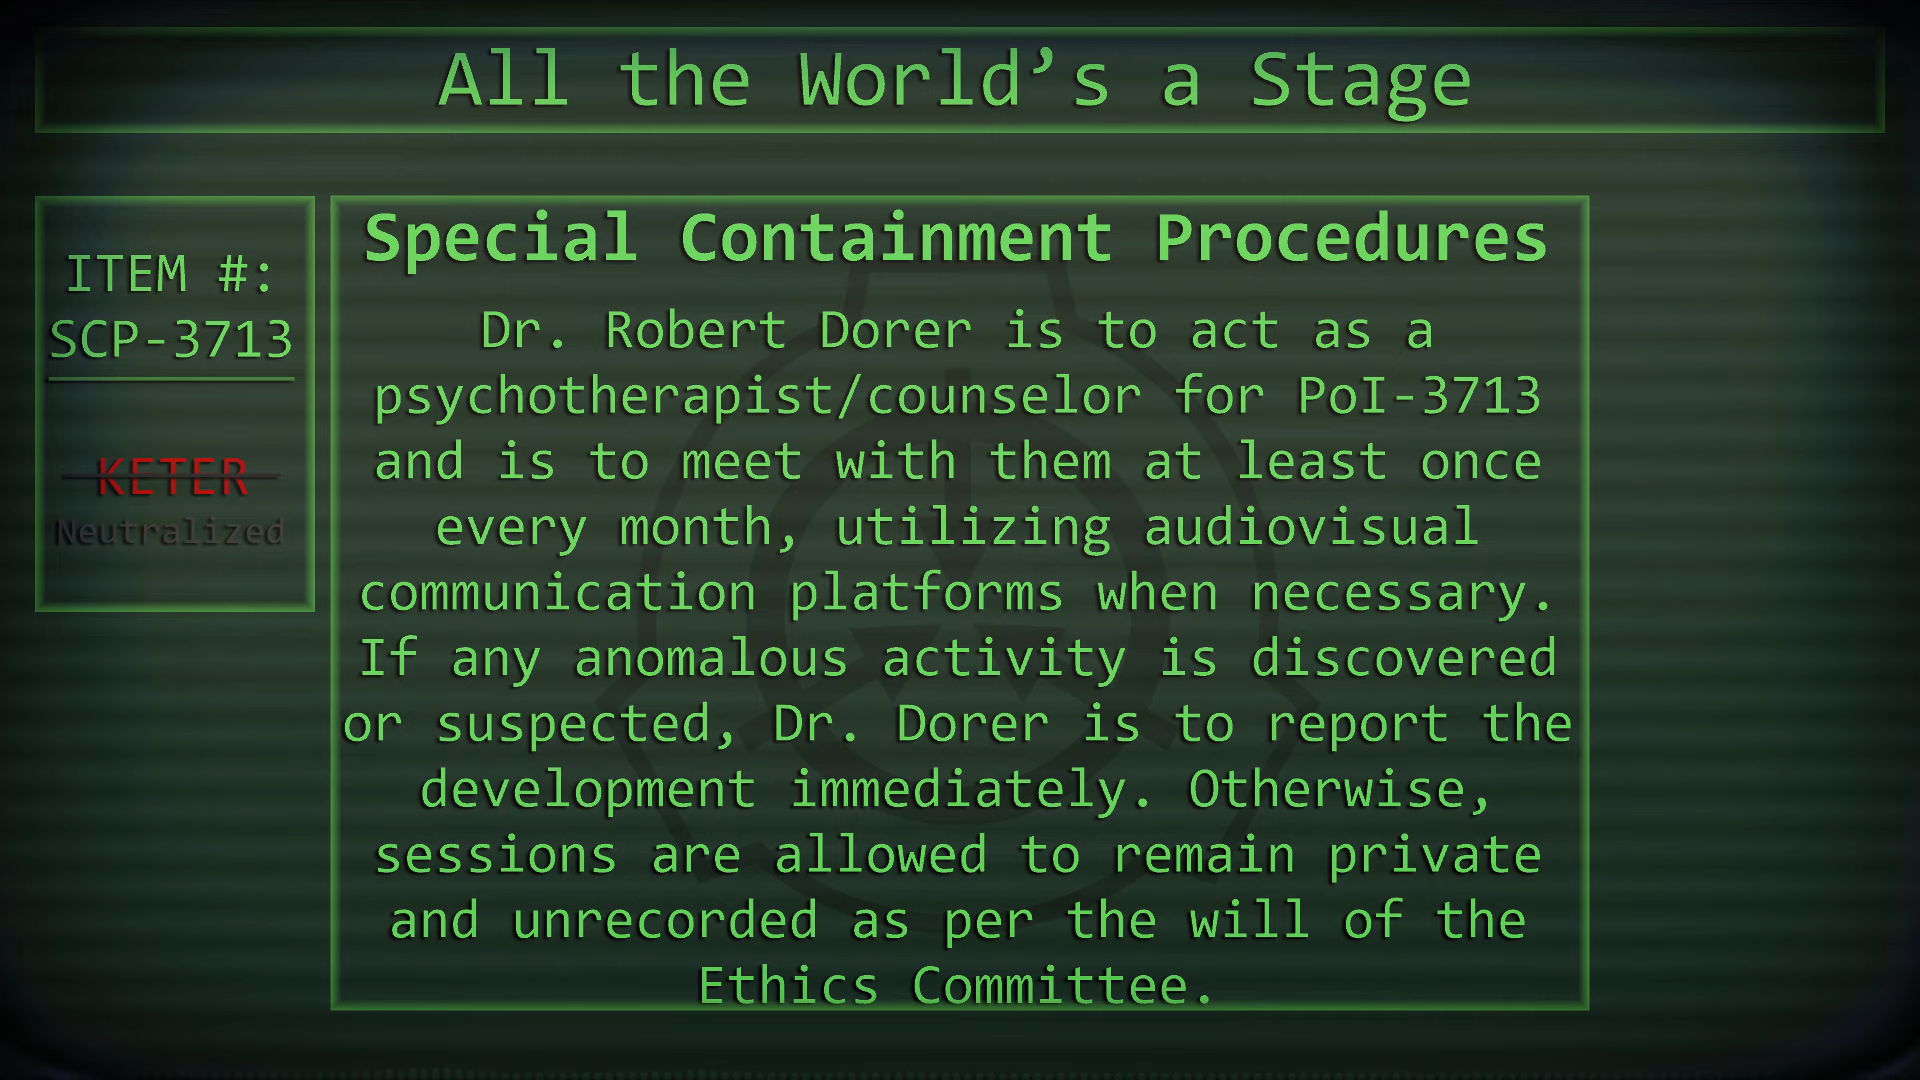 All the World’s a Stage
ITEM #:
SCP-3713
KETER
Neutralized
Special Containment Procedures
Dr. Robert Dorer is to act as a
psychotherapist/counselor for PoI-3713
and is to meet with them at least once
every month, utilizing audiovisual
communication platforms when necessary.
If any anomalous activity is discovered
or suspected, Dr. Dorer is to report the
development immediately. Otherwise,
sessions are allowed to remain private
and unrecorded as per the will of the
Ethics Committee.